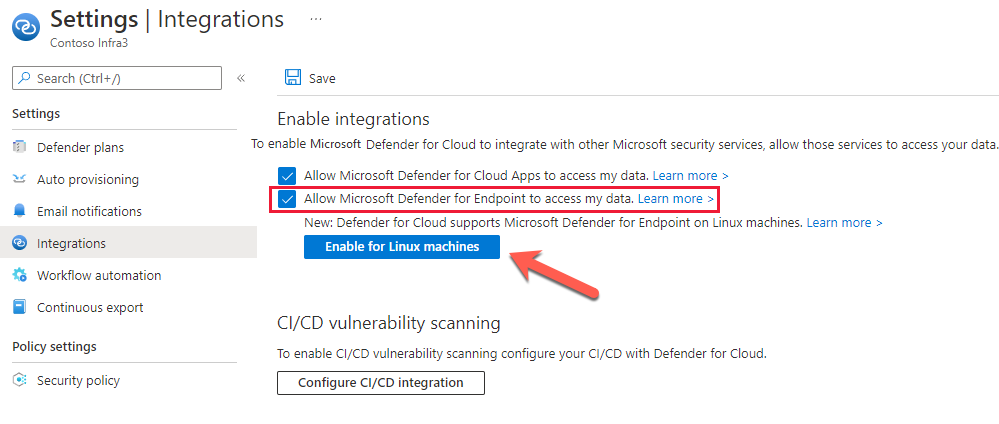 Settings | Integrations ...
Contoso Infra3
Search (Ctrl+/) «
Settings
Defender plans
Auto provisioning
Email notifications
Integrations
Workflow automation
Continuous export
Policy settings
Security policy
Save
Enable integrations
To enable Microsoft Defender for Cloud to integrate with other Microsoft security services, allow those services to access your data.
Allow Microsoft Defender for Cloud Apps to access my data. Learn more >
Allow Microsoft Defender for Endpoint to access my data. Learn more >
New: Defender for Cloud supports Microsoft Defender for Endpoint on Linux machines. Learn more >
Enable for Linux machines
CI/CD vulnerability scanning
To enable CI/CD vulnerability scanning configure your CI/CD with Defender for Cloud.
Configure CI/CD integration